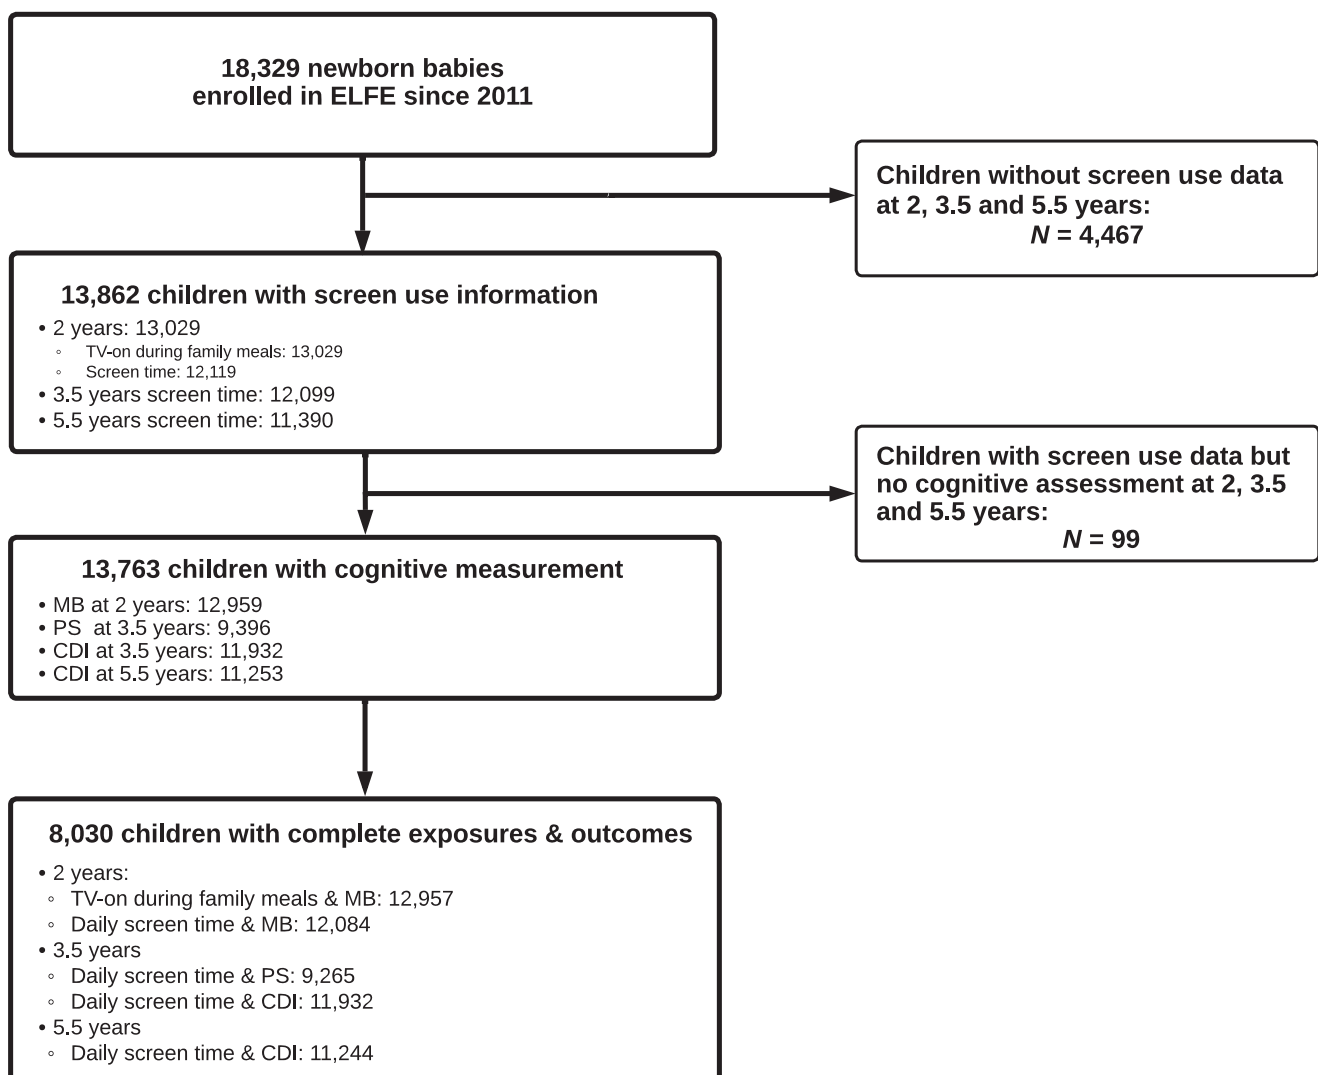 18,329 newborn babies
enrolled in ELFE since 2011
Children without screen use data
at 2, 3.5 and 5.5 years:
N = 4,467
13,862 children with screen use information
• 2 years: 13,029
◦ TV-on during family meals: 13,029
◦ Screen time: 12,119
• 3.5 years screen time: 12,099
• 5.5 years screen time: 11,390
Children with screen use data but
no cognitive assessment at 2, 3.5
and 5.5 years:
N = 99
13,763 children with cognitive measurement
• MB at 2 years: 12,959
• PS at 3.5 years: 9,396
• CDI at 3.5 years: 11,932
• CDI at 5.5 years: 11,253
8,030 children with complete exposures & outcomes
• 2 years:
◦ TV-on during family meals & MB: 12,957
◦ Daily screen time & MB: 12,084
• 3.5 years
◦ Daily screen time & PS: 9,265
◦ Daily screen time & CDI: 11,932
• 5.5 years
◦ Daily screen time & CDI: 11,244